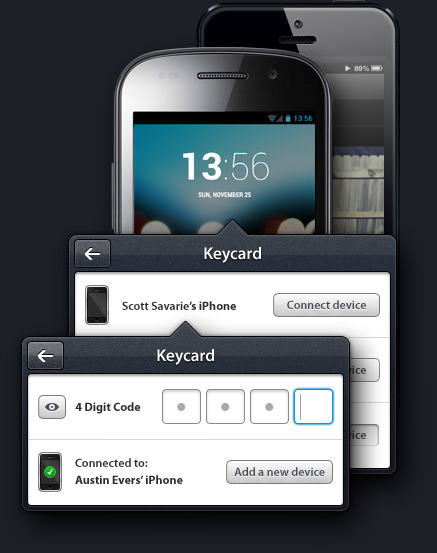 89%
13:56
13:56
SUN, NOVEMBER 25
Keycard
Scott Savarie's iPhone
Connect device
Keycard
4 Digit Code
Connected to:
Austin Evers' iPhone
Add a new device